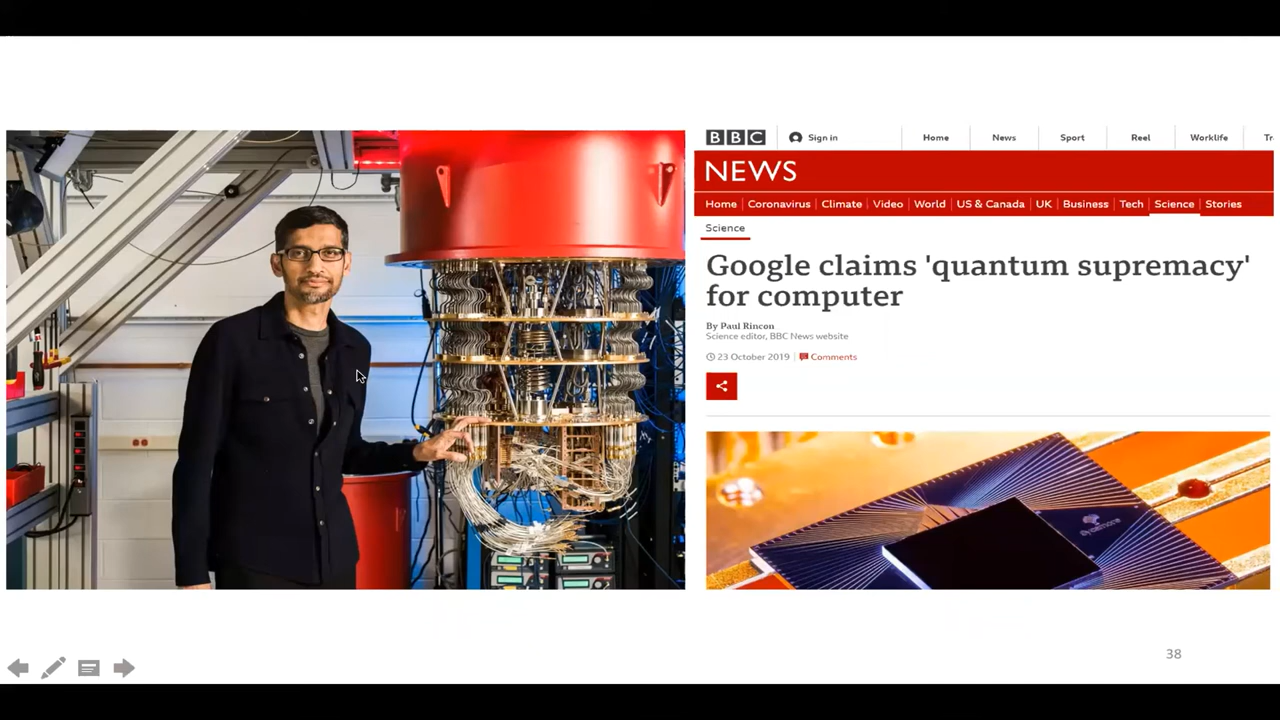 BBC Sign in Home News Sport Reel Worklife Tr
NEWS
Home Coronavirus Climate Video World US & Canada UK Business Tech Science Stories
Science
Google claims 'quantum supremacy'
for computer
By Paul Rincon
Science editor, BBC News website
23 October 2019 Comments
38